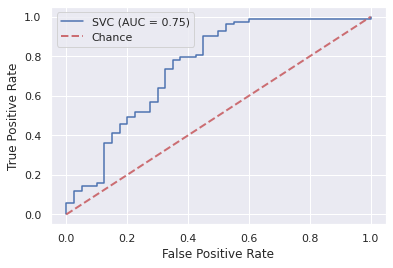 1.0
0.8
0.6
0.4
0.2
0.0
True Positive Rate
SVC (AUC = 0.75)
Chance
0.0 0.2 0.4 0.6 0.8 1.0
False Positive Rate